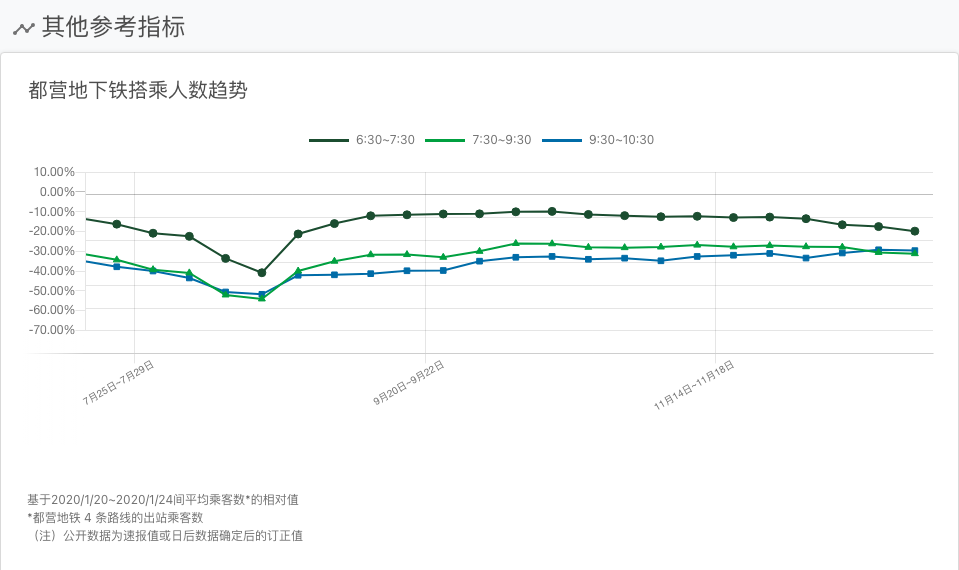 其他参考指标
都营地下铁搭乘人数趋势
6:30~7:30 7:30~9:30 9:30~10:30
10.00%
0.00%
-10.00%
-20.00%
-30.00%
-40.00%
-50.00%
-60.00%
-70.00%
7月25日~7月29日 9月20日~9月22日 11月14日~11月18日
基于2020/1/20~2020/1/24间平均乘客数*的相对值
*都营地铁 4 条路线的出站乘客数
（注）公开数据为速报值或日后数据确定后的订正值